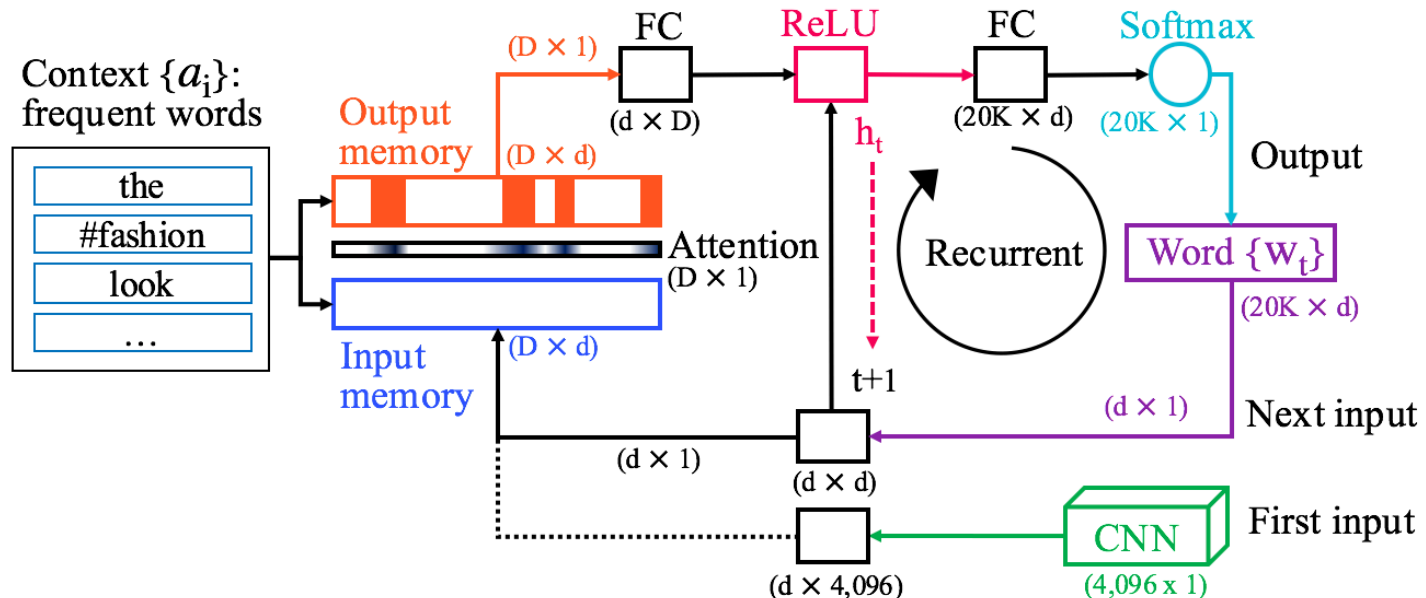 Context {aᵢ}:
frequent words
the
#fashion
look
…
Output
memory
(D × d)
(D × 1)
Attention
(D × 1)
Input
memory
(D × d)
FC
(d × D)
ReLU
hₜ
t+1
FC
(20K × d)
Softmax
(20K × 1)
Output
Recurrent
Word {wₜ}
(20K × d)
(d × 1)
Next input
(d × 1)
(d × d)
First input
CNN
(4,096 x 1)
(d × 4,096)